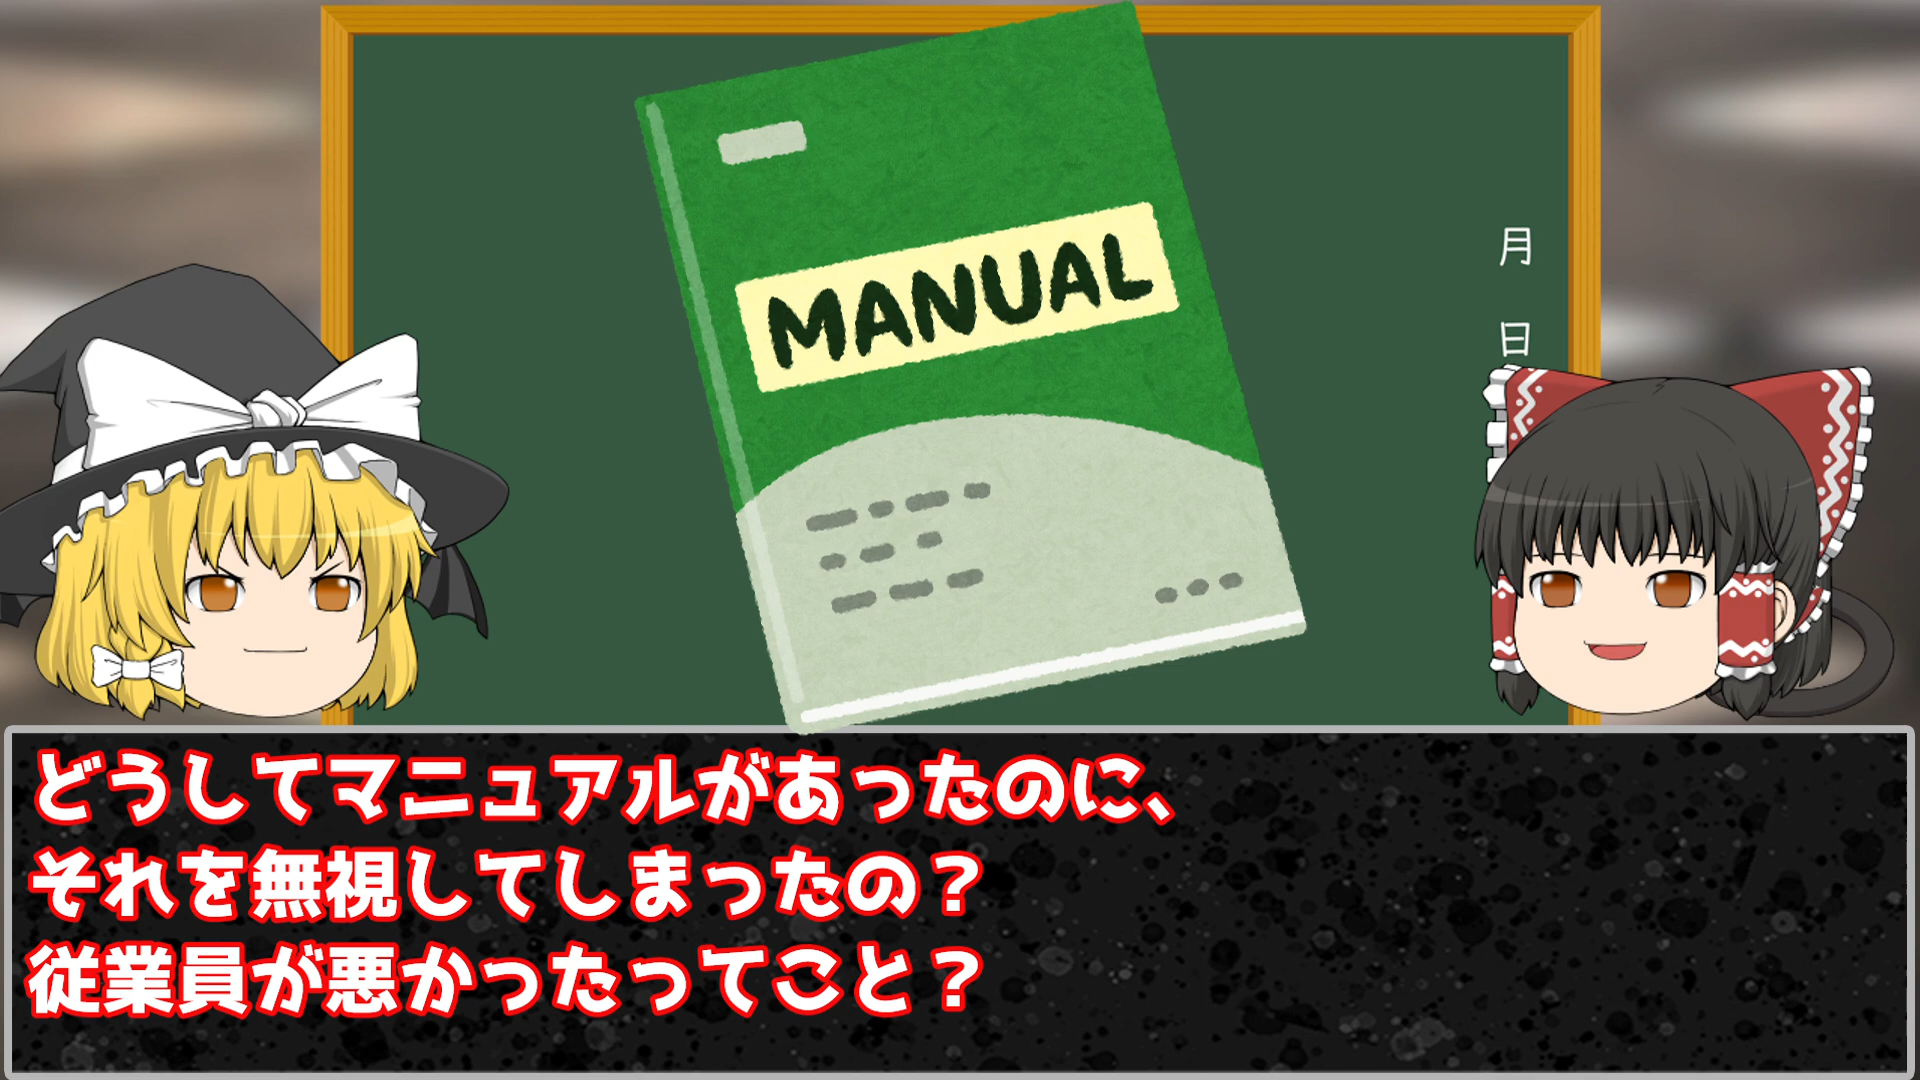 MANUAL
月
日
どうしてマニュアルがあったのに、
それを無視してしまったの？
従業員が悪かったってこと？